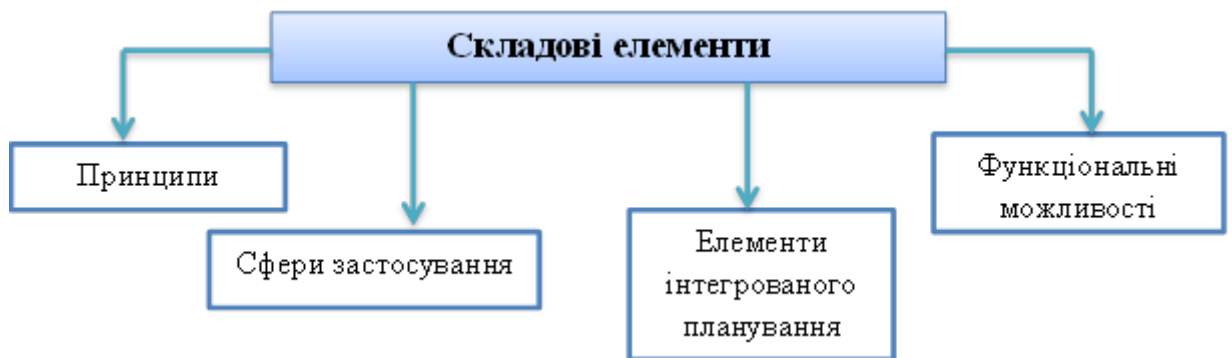 Складові елементи
Принципи
Сфери застосування
Елементи
інтегрованого
планування
Функціональні
можливості